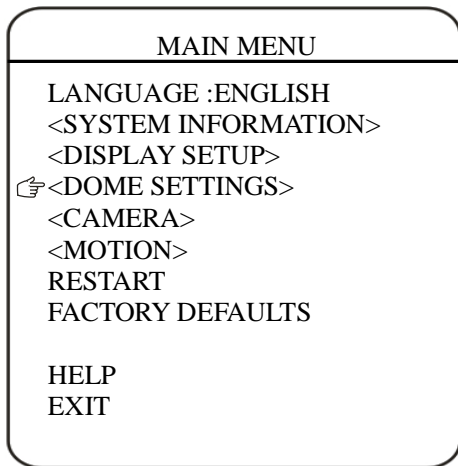 MAIN MENU
LANGUAGE :ENGLISH
<SYSTEM INFORMATION>
<DISPLAY SETUP>
<DOME SETTINGS>
<CAMERA>
<MOTION>
RESTART
FACTORY DEFAULTS
HELP
EXIT